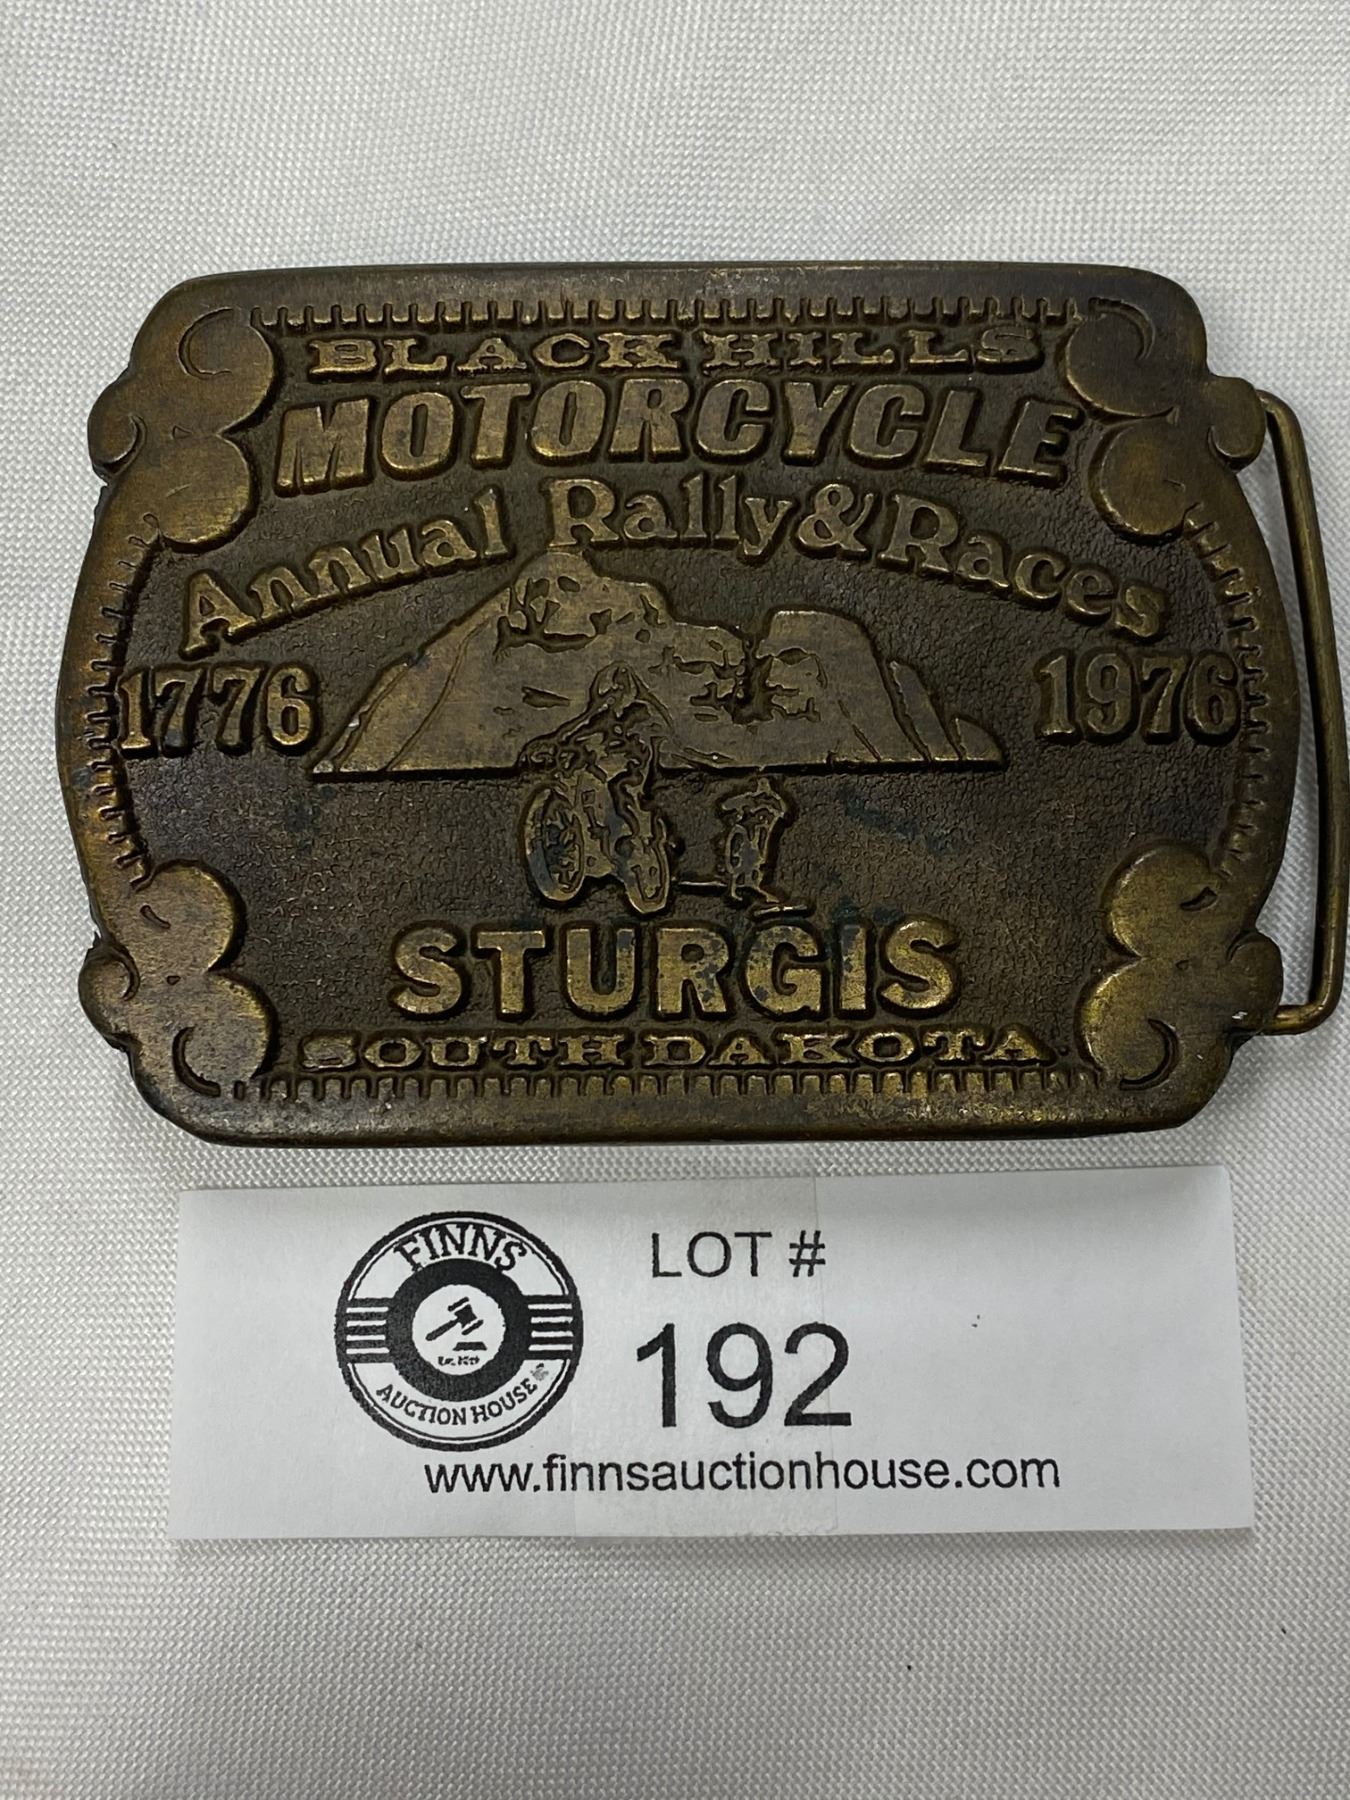 BLACK HILLS
MOTORCYCLE
Annual Rally & Races
1776 1976
STURGIS
SOUTH DAKOTA
FINNS
AUCTION HOUSE
LOT #
192
www.finnsauctionhouse.com